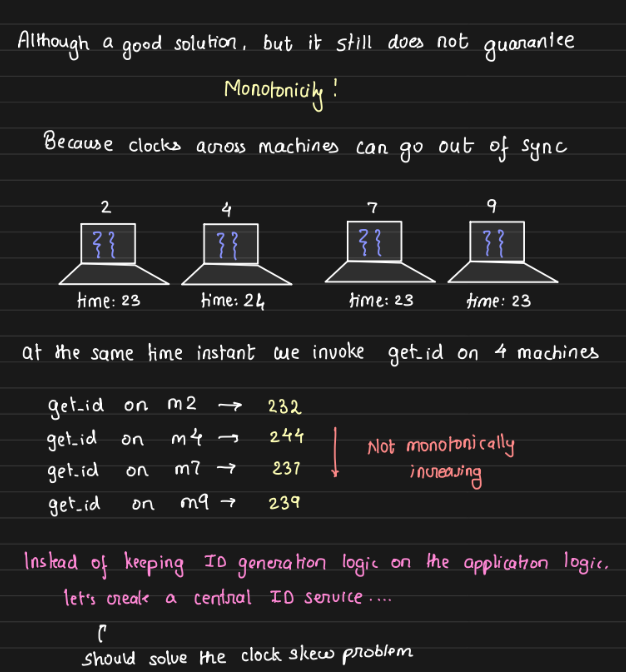 Although a good solution, but it still does not guarantee
Monotonicity!
Because clocks across machines can go out of sync
2 4 7 9
time: 23 time: 24 time: 23 time: 23
at the same time instant we invoke get_id on 4 machines
get_id on m2 → 232
get_id on m4 → 244
get_id on m7 → 237
get_id on m9 → 239
Not monotonically
increasing
Instead of keeping ID generation logic on the application logic.
let's create a central ID service....
should solve the clock skew problem